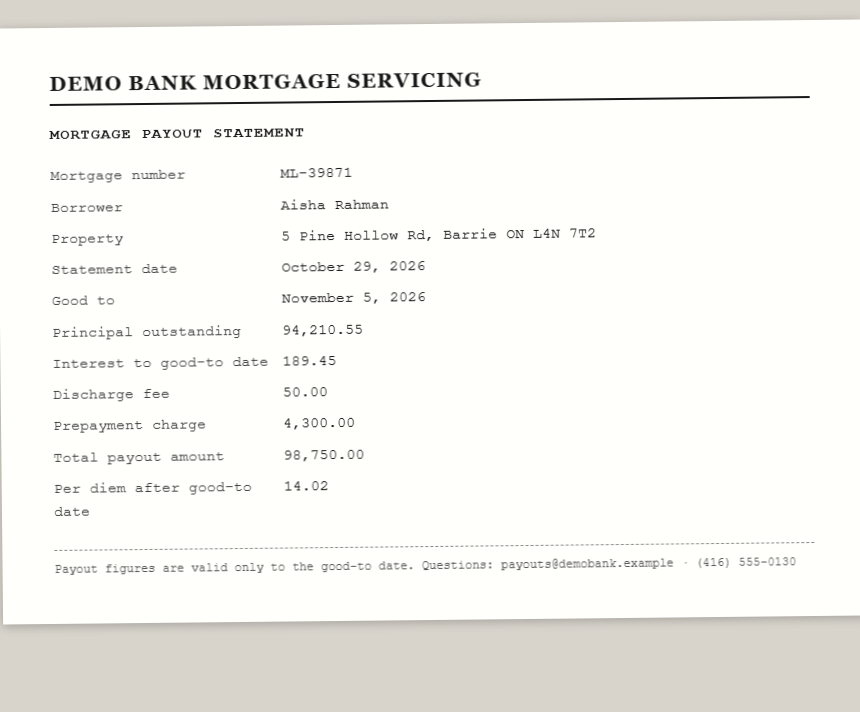 DEMO BANK MORTGAGE SERVICING
MORTGAGE PAYOUT STATEMENT
Mortgage number ML-39871
Borrower Aisha Rahman
Property 5 Pine Hollow Rd, Barrie ON L4N 7T2
Statement date October 29, 2026
Good to November 5, 2026
Principal outstanding 94,210.55
Interest to good-to date 189.45
Discharge fee 50.00
Prepayment charge 4,300.00
Total payout amount 98,750.00
Per diem after good-to 14.02
date
Payout figures are valid only to the good-to date. Questions: payouts@demobank.example · (416) 555-0130